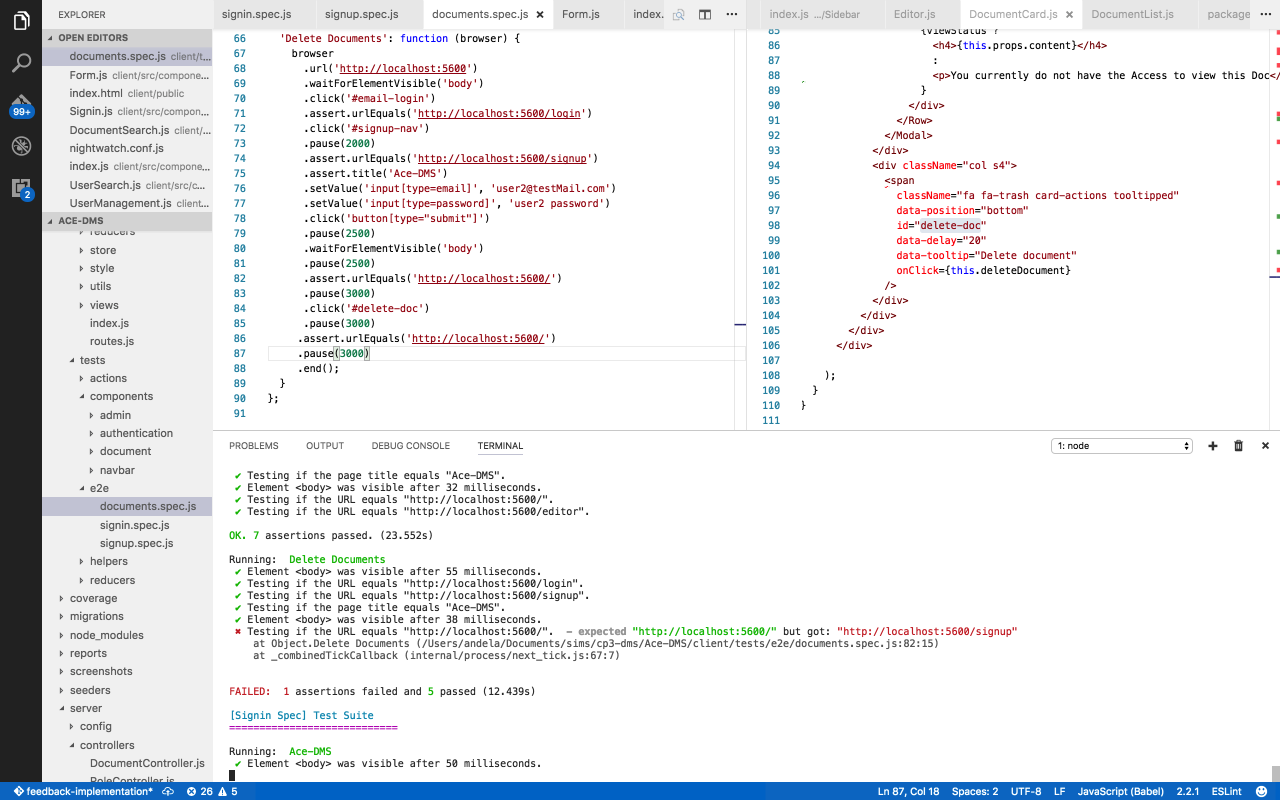 EXPLORER
OPEN EDITORS
documents.spec.js client/t...
Form.js client/src/compone...
index.html client/public
Signin.js client/src/compon...
DocumentSearch.js client/...
nightwatch.conf.js
index.js client/src/compone...
UserSearch.js client/src/c...
UserManagement.js client...
ACE-DMS
reducers
store
style
utils
views
index.js
routes.js
tests
actions
components
admin
authentication
document
navbar
e2e
documents.spec.js
signin.spec.js
signup.spec.js
helpers
reducers
coverage
migrations
node_modules
reports
screenshots
seeders
server
config
controllers
DocumentController.js
RoleController.js
99+
2
signin.spec.js signup.spec.js documents.spec.js Form.js index.
66 'Delete Documents': function (browser) {
67 browser
68 .url('http://localhost:5600')
69 .waitForElementVisible('body')
70 .click('#email-login')
71 .assert.urlEquals('http://localhost:5600/login')
72 .click('#signup-nav')
73 .pause(2000)
74 .assert.urlEquals('http://localhost:5600/signup')
75 .assert.title('Ace-DMS')
76 .setValue('input[type=email]', 'user2@testMail.com')
77 .setValue('input[type=password]', 'user2 password')
78 .click('button[type="submit"]')
79 .pause(2500)
80 .waitForElementVisible('body')
81 .pause(2500)
82 .assert.urlEquals('http://localhost:5600/')
83 .pause(3000)
84 .click('#delete-doc')
85 .pause(3000)
86 .assert.urlEquals('http://localhost:5600/')
87 .pause(3000)
88 .end();
89 }
90 };
91
index.js .../Sidebar Editor.js DocumentCard.js DocumentList.js package
85 {viewStatus ?
86 <h4>{this.props.content}</h4>
87 :
88 <p>You currently do not have the Access to view this Doc</
89 }
90 </div>
91 </Row>
92 </Modal>
93 </div>
94 <div className="col s4">
95 <span
96 className="fa fa-trash card-actions tooltipped"
97 data-position="bottom"
98 id="delete-doc"
99 data-delay="20"
100 data-tooltip="Delete document"
101 onClick={this.deleteDocument}
102 />
103 </div>
104 </div>
105 </div>
106 </div>
107
108 );
109 }
110 }
111
PROBLEMS OUTPUT DEBUG CONSOLE TERMINAL 1: node
✔ Testing if the page title equals "Ace-DMS".
✔ Element <body> was visible after 32 milliseconds.
✔ Testing if the URL equals "http://localhost:5600/".
✔ Testing if the URL equals "http://localhost:5600/editor".
OK. 7 assertions passed. (23.552s)
Running: Delete Documents
✔ Element <body> was visible after 55 milliseconds.
✔ Testing if the URL equals "http://localhost:5600/login".
✔ Testing if the URL equals "http://localhost:5600/signup".
✔ Testing if the page title equals "Ace-DMS".
✔ Element <body> was visible after 38 milliseconds.
✖ Testing if the URL equals "http://localhost:5600/". - expected "http://localhost:5600/" but got: "http://localhost:5600/signup"
at Object.Delete Documents (/Users/andela/Documents/sims/cp3-dms/Ace-DMS/client/tests/e2e/documents.spec.js:82:15)
at _combinedTickCallback (internal/process/next_tick.js:67:7)
FAILED: 1 assertions failed and 5 passed (12.439s)
[Signin Spec] Test Suite
============================
Running: Ace-DMS
✔ Element <body> was visible after 50 milliseconds.
feedback-implementation* 26 5 Ln 87, Col 18 Spaces: 2 UTF-8 LF JavaScript (Babel) 2.2.1 ESLint